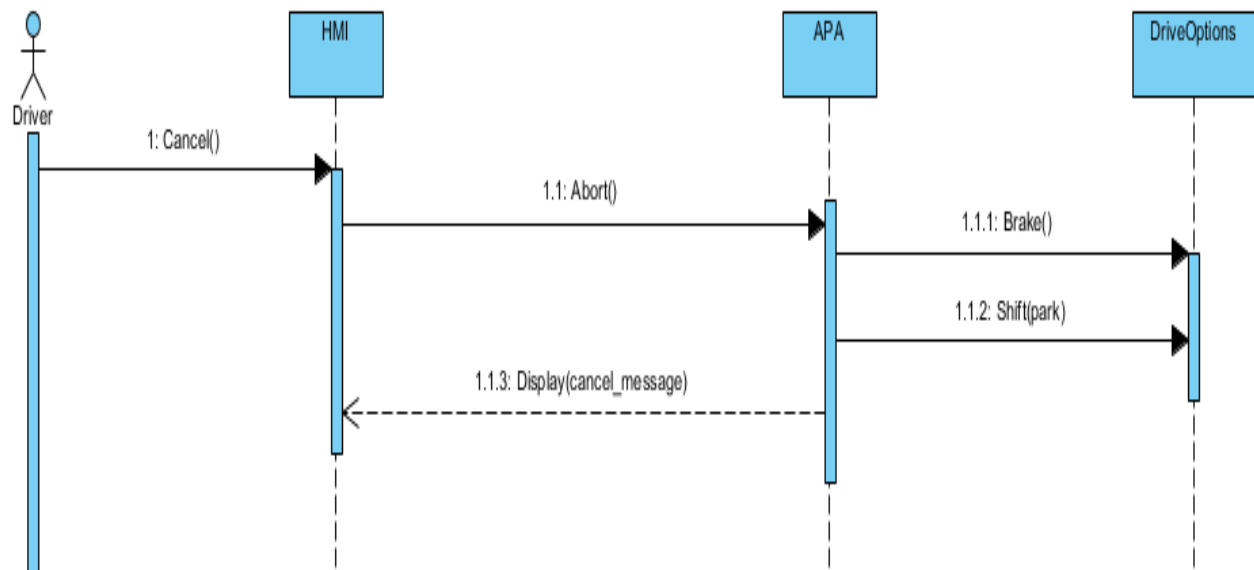 HMI
APA
DriveOptions
Driver
1: Cancel()
1.1: Abort()
1.1.1: Brake()
1.1.2: Shift(park)
1.1.3: Display(cancel_message)